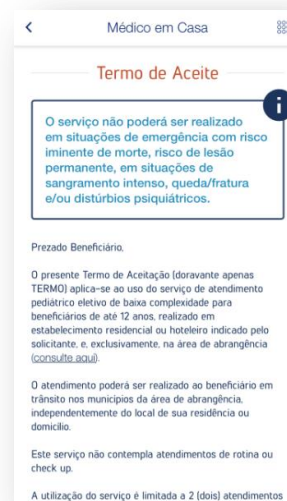 Médico em Casa
Termo de Aceite
i
O serviço não poderá ser realizado
em situações de emergência com risco
iminente de morte, risco de lesão
permanente, em situações de
sangramento intenso, queda/fratura
e/ou distúrbios psiquiátricos.
Prezado Beneficiário,
O presente Termo de Aceitação (doravante apenas
TERMO) aplica-se ao uso do serviço de atendimento
pediátrico eletivo de baixa complexidade para
beneficiários de até 12 anos, realizado em
estabelecimento residencial ou hoteleiro indicado pelo
solicitante, e, exclusivamente, na área de abrangência
(consulte aqui).
O atendimento poderá ser realizado ao beneficiário em
trânsito nos municípios da área de abrangência,
independentemente do local de sua residência ou
domicílio.
Este serviço não contempla atendimentos de rotina ou
check up.
A utilização do serviço é limitada a 2 (dois) atendimentos